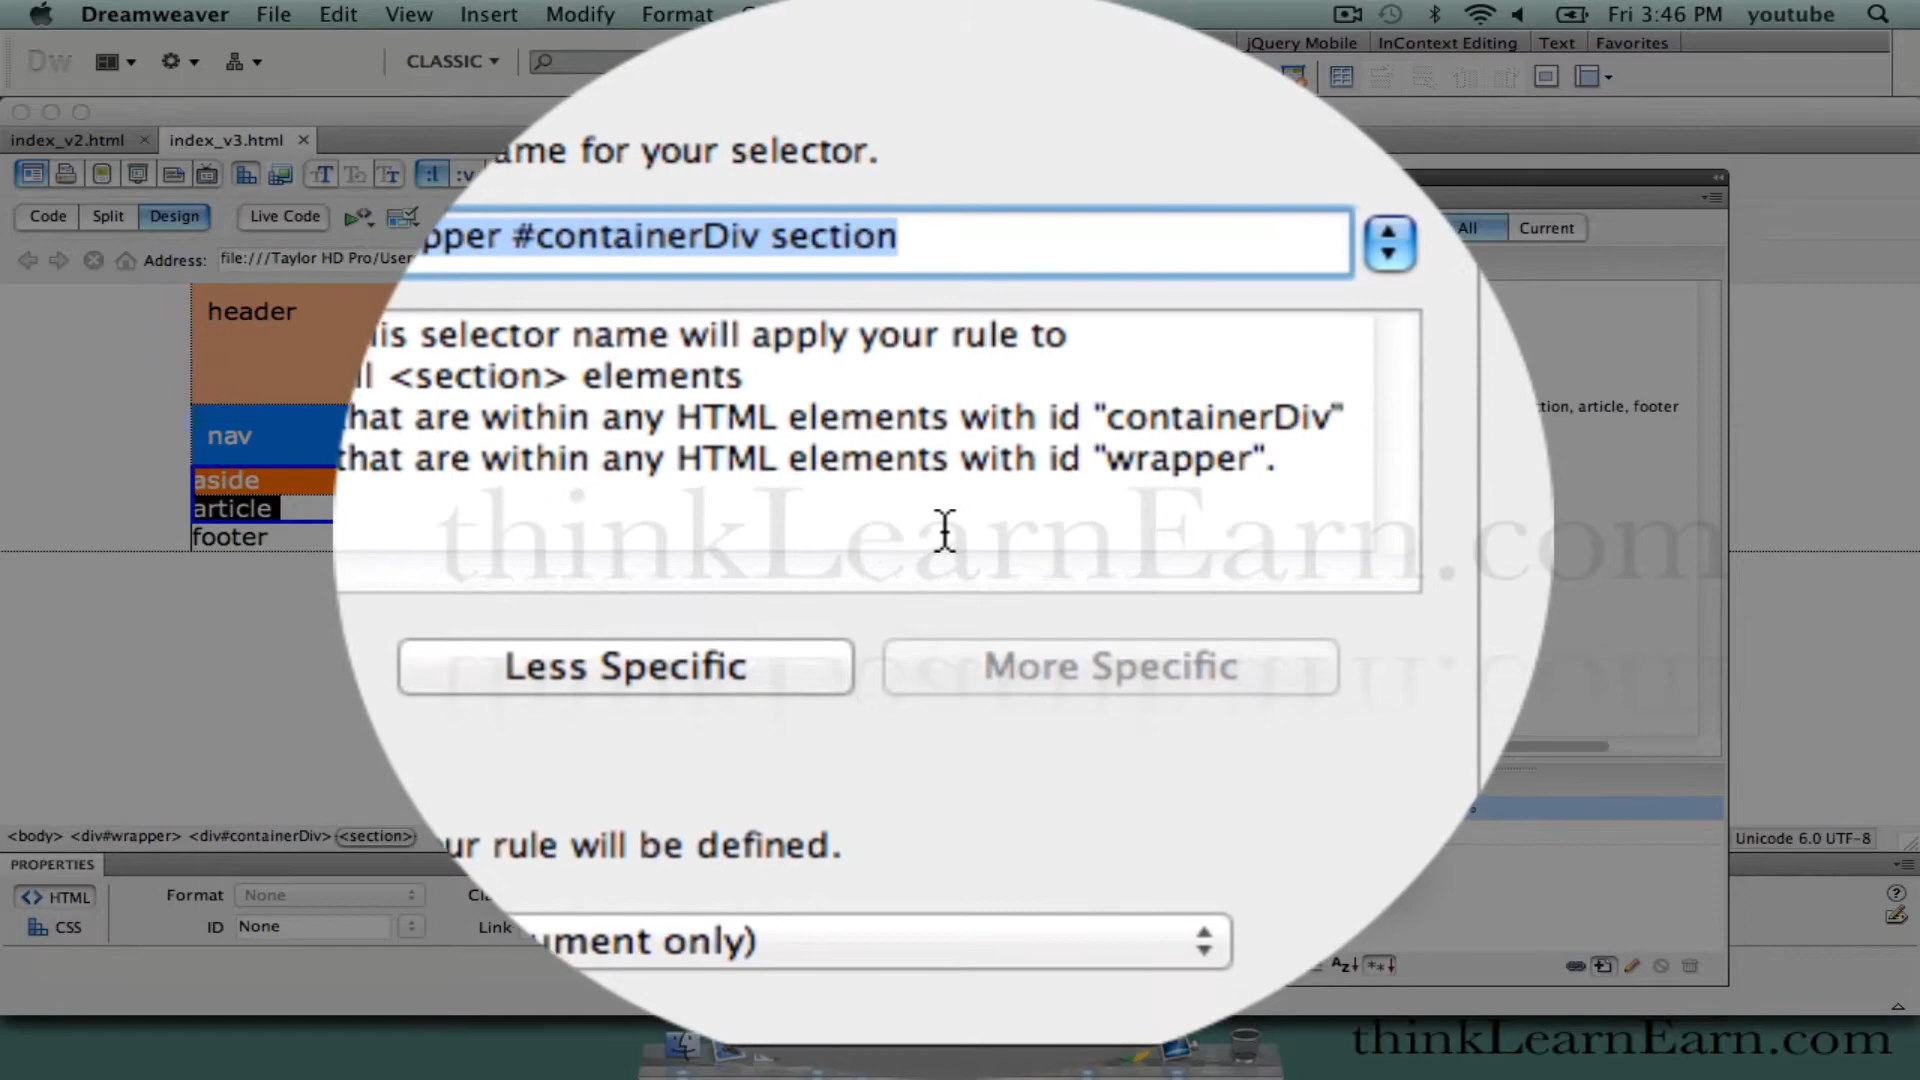 Dreamweaver File Edit View Insert Modify Format
Fri 3:46 PM youtube
Dw CLASSIC
jQuery Mobile InContext Editing Text Favorites
index_v2.html index_v3.html
ame for your selector.
Code Split Design Live Code
pper #containerDiv section
All Current
Address: file:///Taylor HD Pro/User
header
nav
aside
article
footer
is selector name will apply your rule to
l <section> elements
hat are within any HTML elements with id "containerDiv"
that are within any HTML elements with id "wrapper".
tion, article, footer
thinkLearnEarn.com
Less Specific More Specific
ur rule will be defined.
<body> <div#wrapper> <div#containerDiv> <section>
Unicode 6.0 UTF-8
PROPERTIES
<> HTML Format None Cla
CSS ID None Link
ument only)
thinkLearnEarn.com